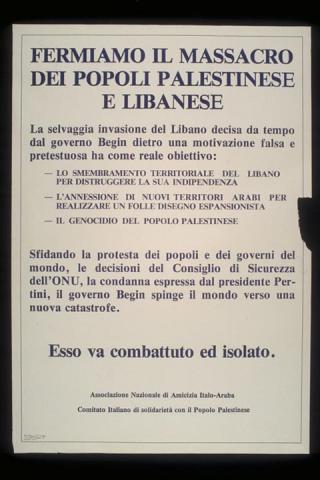 FERMIAMO IL MASSACRO
DEI POPOLI PALESTINESE
E LIBANESE
La selvaggia invasione del Libano decisa da tempo
dal governo Begin dietro una motivazione falsa e
pretestuosa ha come reale obiettivo:
— LO SMEMBRAMENTO TERRITORIALE DEL LIBANO
PER DISTRUGGERE LA SUA INDIPENDENZA
— L'ANNESSIONE DI NUOVI TERRITORI ARABI PER
REALIZZARE UN FOLLE DISEGNO ESPANSIONISTA
— IL GENOCIDIO DEL POPOLO PALESTINESE
Sfidando la protesta dei popoli e dei governi del
mondo, le decisioni del Consiglio di Sicurezza
dell'ONU, la condanna espressa dal presidente Per-
tini, il governo Begin spinge il mondo verso una
nuova catastrofe.
Esso va combattuto ed isolato.
Associazione Nazionale di Amicizia Italo-Araba
Comitato Italiano di solidarietà con il Popolo Palestinese